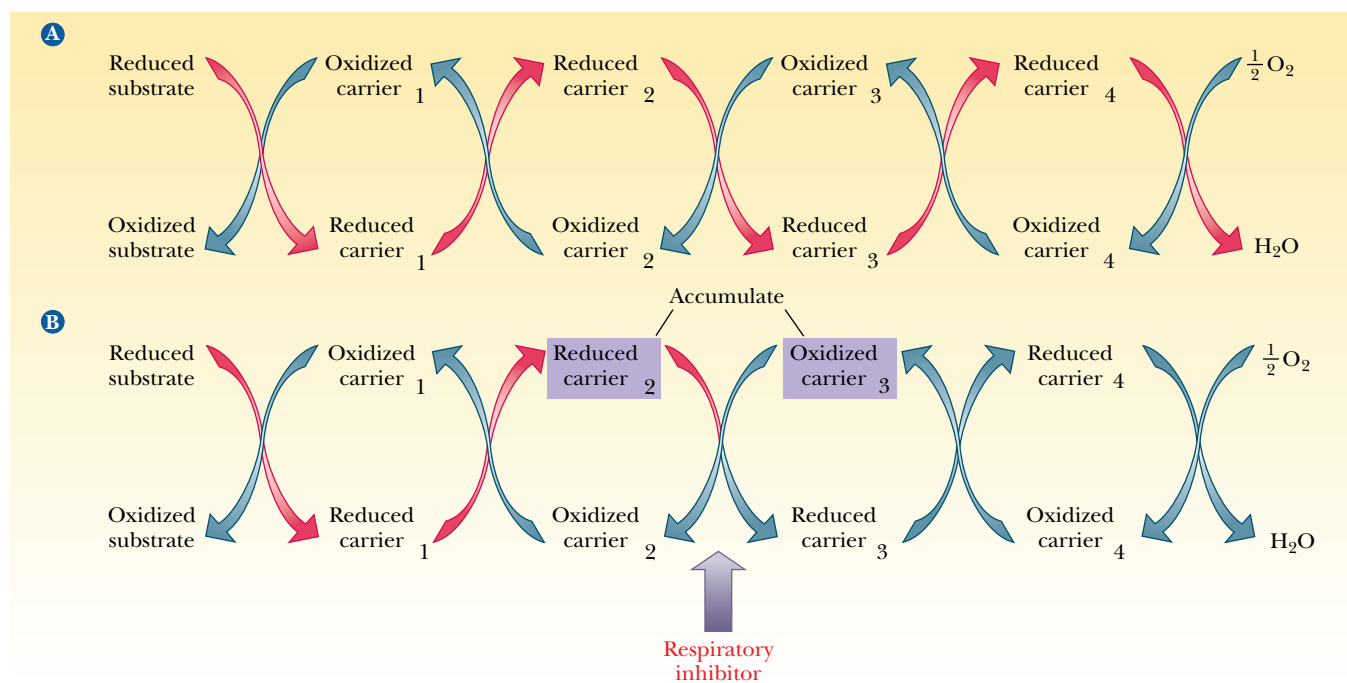 A
Reduced substrate
Oxidized carrier 1
Reduced carrier 2
Oxidized carrier 3
Reduced carrier 4
1/2 O2
Oxidized substrate
Reduced carrier 1
Oxidized carrier 2
Reduced carrier 3
Oxidized carrier 4
H2O
Accumulate
B
Reduced substrate
Oxidized carrier 1
Reduced carrier 2
Oxidized carrier 3
Reduced carrier 4
1/2 O2
Oxidized substrate
Reduced carrier 1
Oxidized carrier 2
Reduced carrier 3
Oxidized carrier 4
H2O
Respiratory
inhibitor